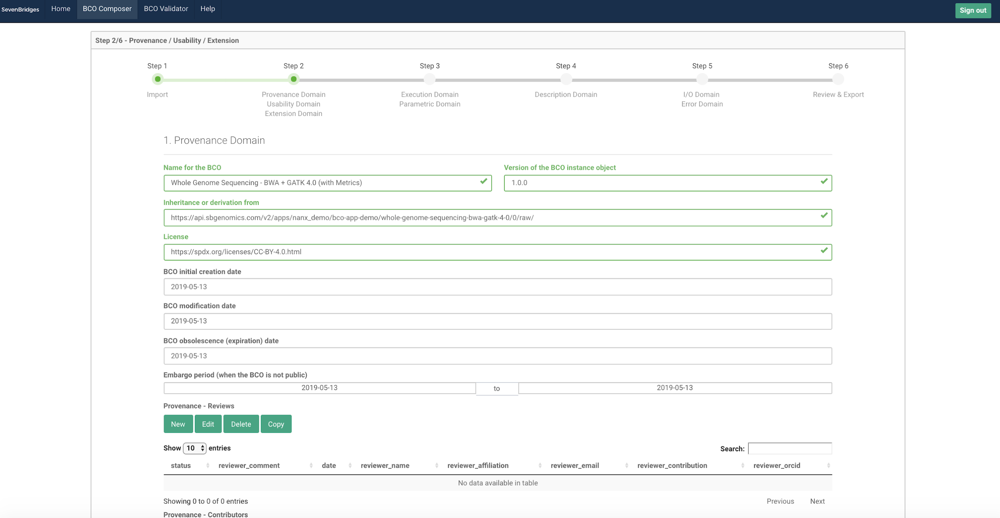 SevenBridges Home BCO Composer BCO Validator Help Sign out
Step 2/6 - Provenance / Usability / Extension
Step 1 Step 2 Step 3 Step 4 Step 5 Step 6
Import Provenance Domain Execution Domain Description Domain I/O Domain Review & Export
Usability Domain Parametric Domain Error Domain
Extension Domain
1. Provenance Domain
Name for the BCO Version of the BCO instance object
Whole Genome Sequencing - BWA + GATK 4.0 (with Metrics) 1.0.0
Inheritance or derivation from
https://api.sbgenomics.com/v2/apps/nanx_demo/bco-app-demo/whole-genome-sequencing-bwa-gatk-4-0/0/raw/
License
https://spdx.org/licenses/CC-BY-4.0.html
BCO initial creation date
2019-05-13
BCO modification date
2019-05-13
BCO obsolescence (expiration) date
2019-05-13
Embargo period (when the BCO is not public)
2019-05-13 to 2019-05-13
Provenance - Reviews
New Edit Delete Copy
Show 10 entries Search:
status reviewer_comment date reviewer_name reviewer_affiliation reviewer_email reviewer_contribution reviewer_orcid
No data available in table
Showing 0 to 0 of 0 entries Previous Next
Provenance - Contributors